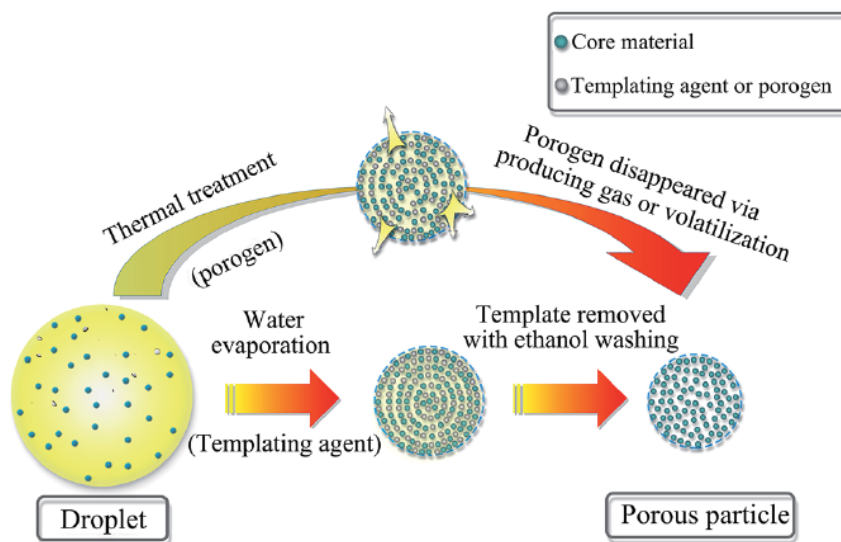 Core material
Templating agent or porogen
Thermal treatment
(porogen)
Porogen disappeared via
producing gas or volatilization
Water
evaporation
(Templating agent)
Template removed
with ethanol washing
Droplet
Porous particle